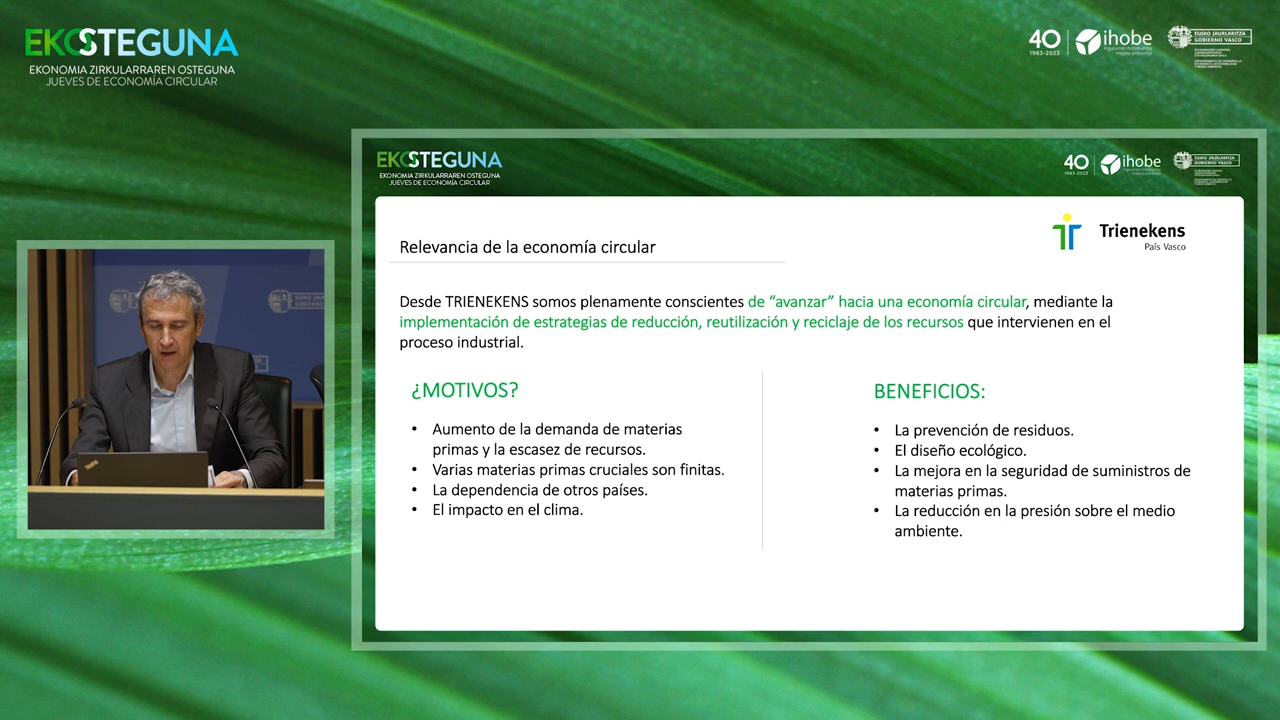 EKOSTEGUNA
EKONOMIA ZIRKULARRAREN OSTEGUNA
JUEVES DE ECONOMÍA CIRCULAR
40
1983-2023
ihobe
EUSKO JAURLARITZA
GOBIERNO VASCO
EKOSTEGUNA
EKONOMIA ZIRKULARRAREN OSTEGUNA
JUEVES DE ECONOMÍA CIRCULAR
40
1983-2023
ihobe
EUSKO JAURLARITZA
GOBIERNO VASCO
Trienekens
País Vasco
Relevancia de la economía circular
Desde TRIENEKENS somos plenamente conscientes de “avanzar” hacia una economía circular, mediante la
implementación de estrategias de reducción, reutilización y reciclaje de los recursos que intervienen en el
proceso industrial.
¿MOTIVOS?
• Aumento de la demanda de materias
primas y la escasez de recursos.
• Varias materias primas cruciales son finitas.
• La dependencia de otros países.
• El impacto en el clima.
BENEFICIOS:
• La prevención de residuos.
• El diseño ecológico.
• La mejora en la seguridad de suministros de
materias primas.
• La reducción en la presión sobre el medio
ambiente.